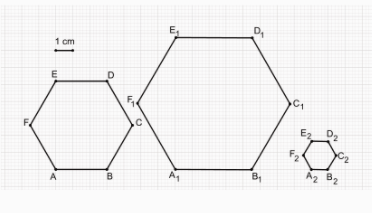 1 cm
E D
F C
A B
E₁ D₁
F₁ C₁
A₁ B₁
E₂ D₂
F₂ C₂
A₂ B₂